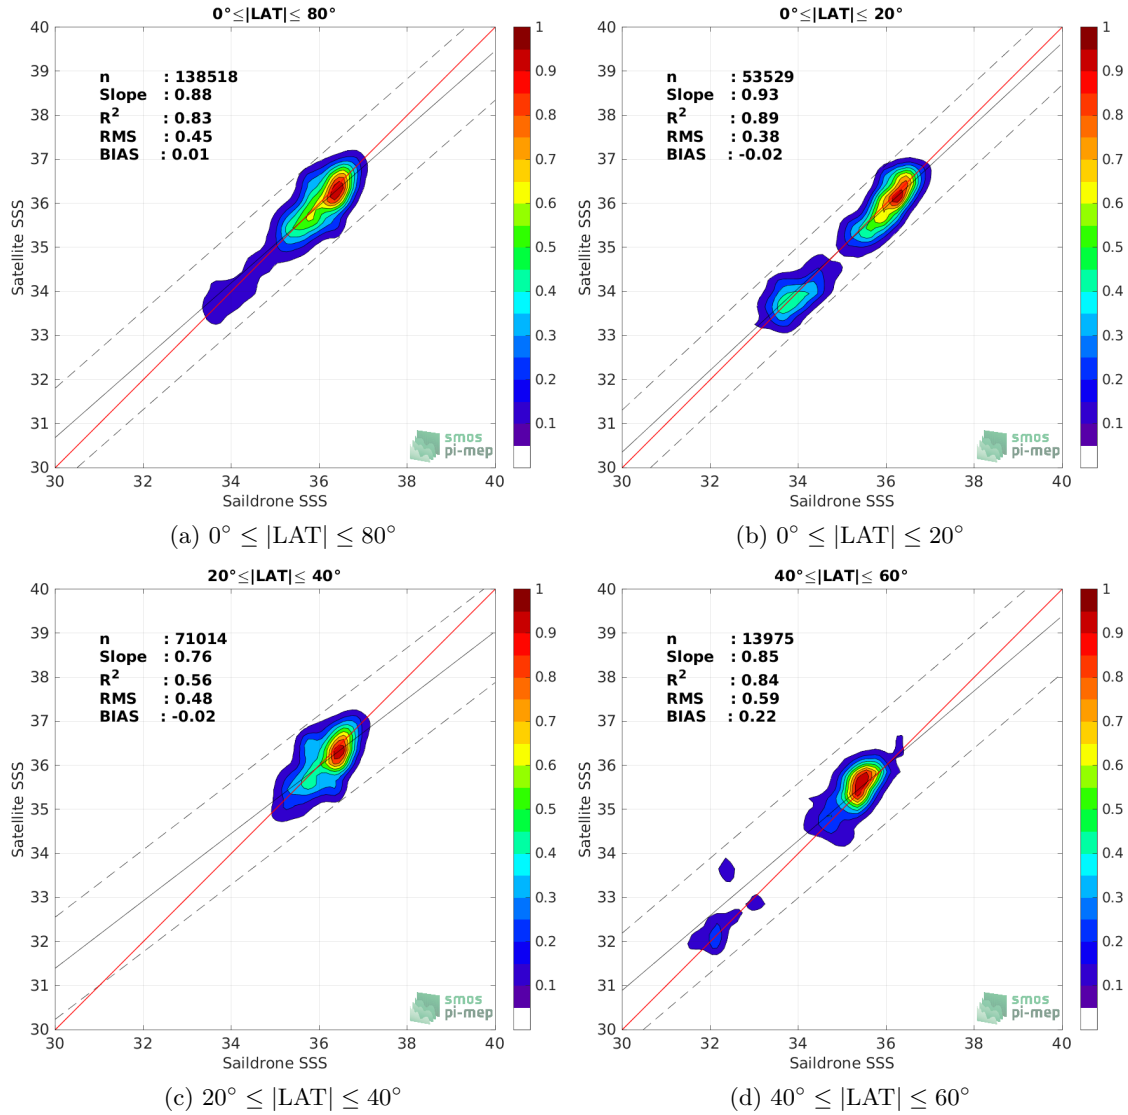 0°≤|LAT|≤ 80°
n : 138518
Slope : 0.88
R² : 0.83
RMS : 0.45
BIAS : 0.01
40
39
38
37
36
35
34
33
32
31
30
Satellite SSS
30 32 34 36 38 40
Saildrone SSS
1
0.9
0.8
0.7
0.6
0.5
0.4
0.3
0.2
0.1
smos
pi-mep
(a) 0° ≤ |LAT| ≤ 80°
0°≤|LAT|≤ 20°
n : 53529
Slope : 0.93
R² : 0.89
RMS : 0.38
BIAS : -0.02
40
39
38
37
36
35
34
33
32
31
30
Satellite SSS
30 32 34 36 38 40
Saildrone SSS
1
0.9
0.8
0.7
0.6
0.5
0.4
0.3
0.2
0.1
smos
pi-mep
(b) 0° ≤ |LAT| ≤ 20°
20°≤|LAT|≤ 40°
n : 71014
Slope : 0.76
R² : 0.56
RMS : 0.48
BIAS : -0.02
40
39
38
37
36
35
34
33
32
31
30
Satellite SSS
30 32 34 36 38 40
Saildrone SSS
1
0.9
0.8
0.7
0.6
0.5
0.4
0.3
0.2
0.1
smos
pi-mep
(c) 20° ≤ |LAT| ≤ 40°
40°≤|LAT|≤ 60°
n : 13975
Slope : 0.85
R² : 0.84
RMS : 0.59
BIAS : 0.22
40
39
38
37
36
35
34
33
32
31
30
Satellite SSS
30 32 34 36 38 40
Saildrone SSS
1
0.9
0.8
0.7
0.6
0.5
0.4
0.3
0.2
0.1
smos
pi-mep
(d) 40° ≤ |LAT| ≤ 60°